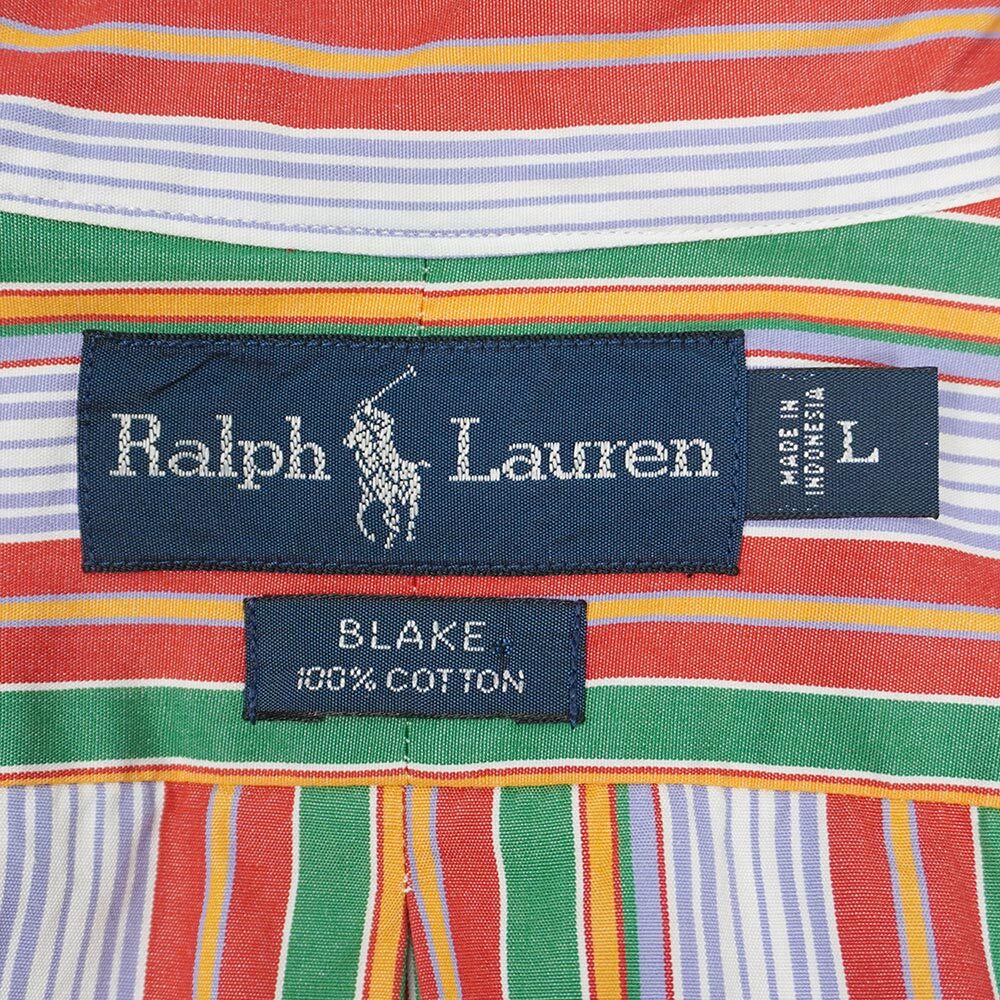 Ralph Lauren
MADE IN
INDONESIA
L
BLAKE
100% COTTON